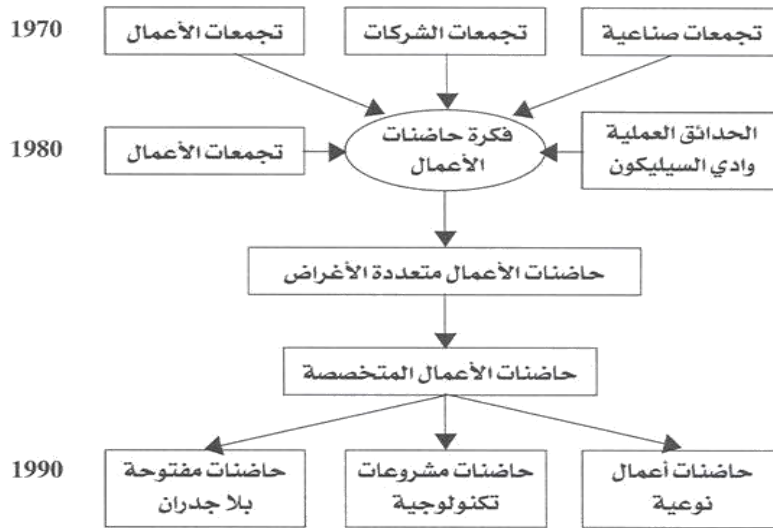 1970
تجمعات صناعية
تجمعات الشركات
تجمعات الأعمال
1980
الحدائق العملية
وادي السيليكون
فكرة حاضنات
الأعمال
تجمعات الأعمال
حاضنات الأعمال متعددة الأغراض
حاضنات الأعمال المتخصصة
1990
حاضنات أعمال
نوعية
حاضنات مشروعات
تكنولوجية
حاضنات مفتوحة
بلا جدران